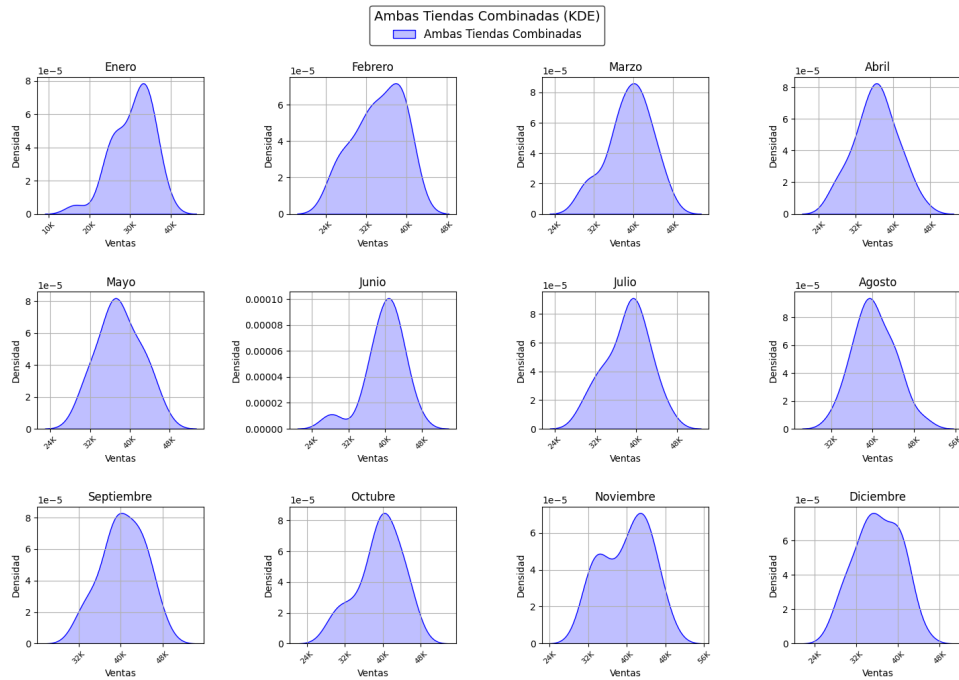 Ambas Tiendas Combinadas (KDE)
Ambas Tiendas Combinadas
Enero
1e−5
Densidad
8
6
4
2
0
10K 20K 30K 40K
Ventas
Febrero
1e−5
Densidad
6
4
2
0
24K 32K 40K 48K
Ventas
Marzo
1e−5
Densidad
8
6
4
2
0
24K 32K 40K 48K
Ventas
Abril
1e−5
Densidad
8
6
4
2
0
24K 32K 40K 48K
Ventas
Mayo
1e−5
Densidad
8
6
4
2
0
24K 32K 40K 48K
Ventas
Junio
Densidad
0.00010
0.00008
0.00006
0.00004
0.00002
0.00000
24K 32K 40K 48K
Ventas
Julio
1e−5
Densidad
8
6
4
2
0
24K 32K 40K 48K
Ventas
Agosto
1e−5
Densidad
8
6
4
2
0
32K 40K 48K 56K
Ventas
Septiembre
1e−5
Densidad
8
6
4
2
0
32K 40K 48K
Ventas
Octubre
1e−5
Densidad
8
6
4
2
0
24K 32K 40K 48K
Ventas
Noviembre
1e−5
Densidad
6
4
2
0
24K 32K 40K 48K 56K
Ventas
Diciembre
1e−5
Densidad
6
4
2
0
24K 32K 40K 48K
Ventas